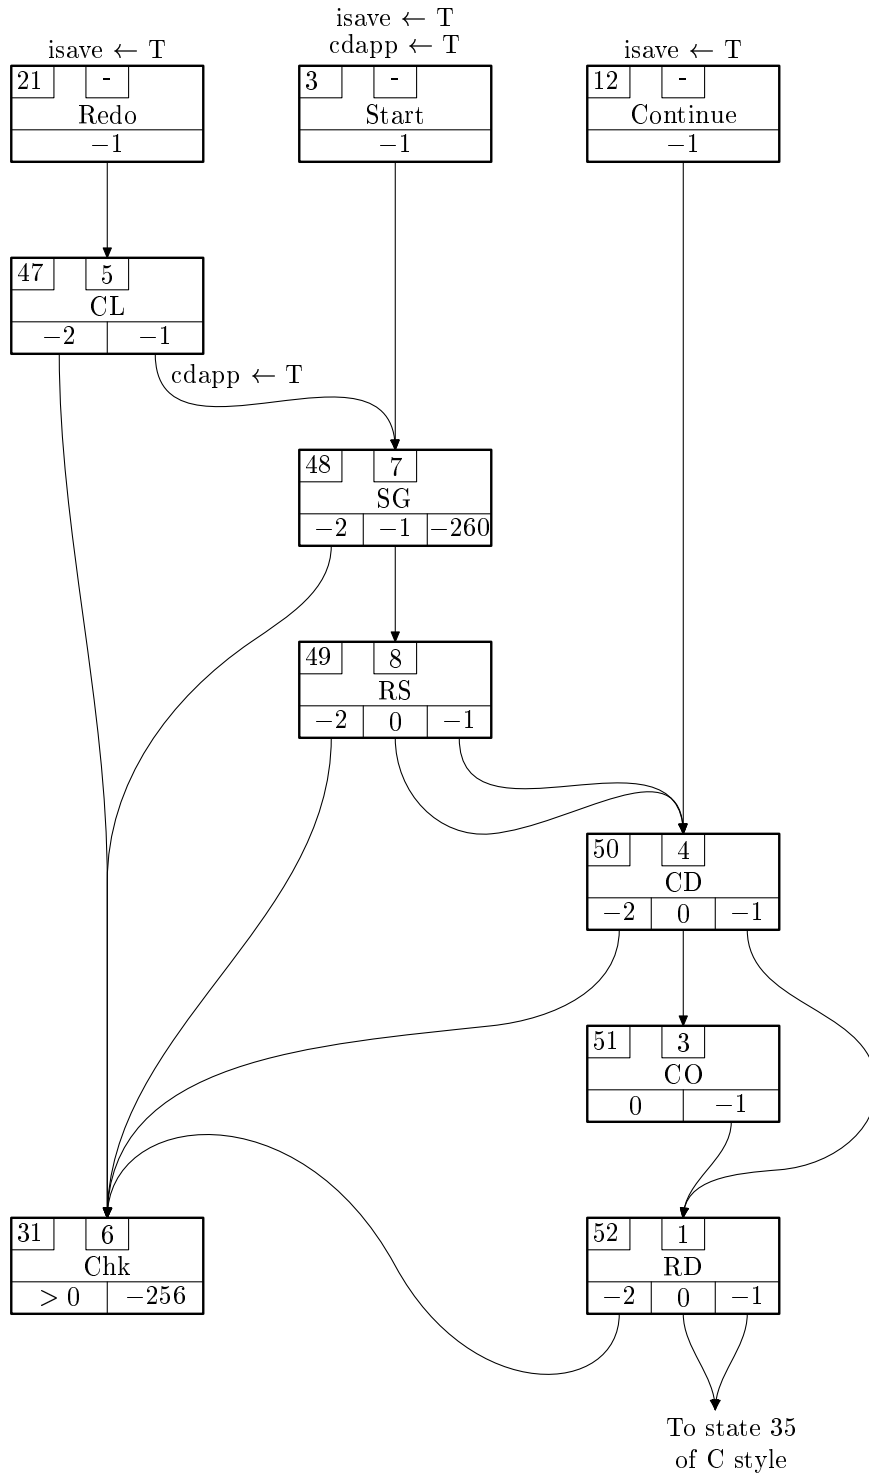 isave ← T
cdapp ← T
isave ← T
isave ← T
21 -
Redo
−1
3 -
Start
−1
12 -
Continue
−1
47 5
CL
−2 −1
cdapp ← T
48 7
SG
−2 −1 −260
49 8
RS
−2 0 −1
50 4
CD
−2 0 −1
51 3
CO
0 −1
31 6
Chk
> 0 −256
52 1
RD
−2 0 −1
To state 35
of C style